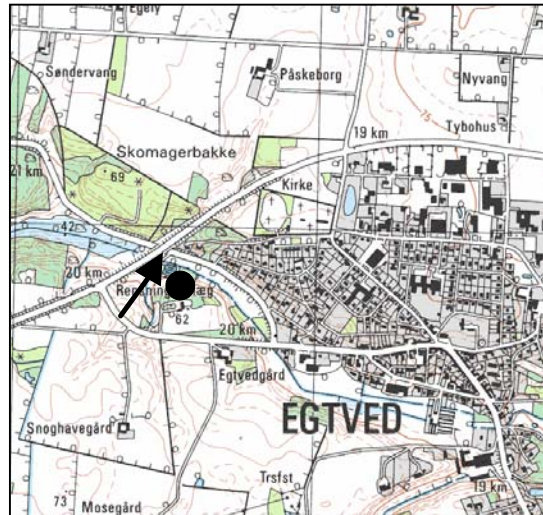 Egely
Søndervang
Påskeborg
Nyvang
75
Tybohus
19 km
Skomagerbakke
21 km
69
Kirke
42
20 km
62
20 km
Egtvedgård
EGTVED
Snoghavegård
Trsfst
19 km
73
Mosegård